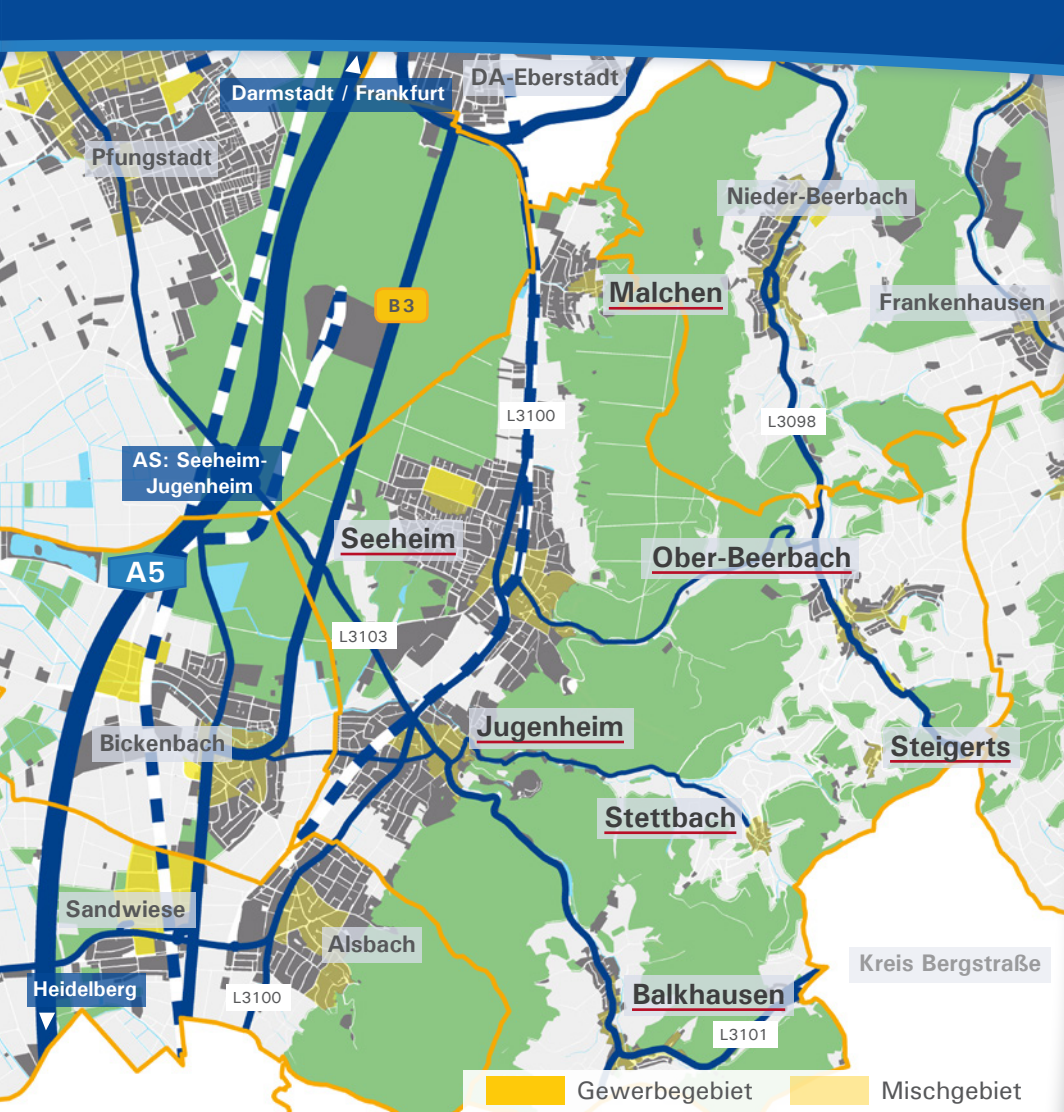 DA-Eberstadt
Darmstadt / Frankfurt
Pfungstadt
Nieder-Beerbach
Malchen
B 3
Frankenhausen
L3100
L3098
AS: Seeheim-
Jugenheim
Seeheim
Ober-Beerbach
A5
L3103
Jugenheim
Bickenbach
Steigerts
Stettbach
Sandwiese
Alsbach
Kreis Bergstraße
Heidelberg
L3100
Balkhausen
L3101
Gewerbegebiet
Mischgebiet